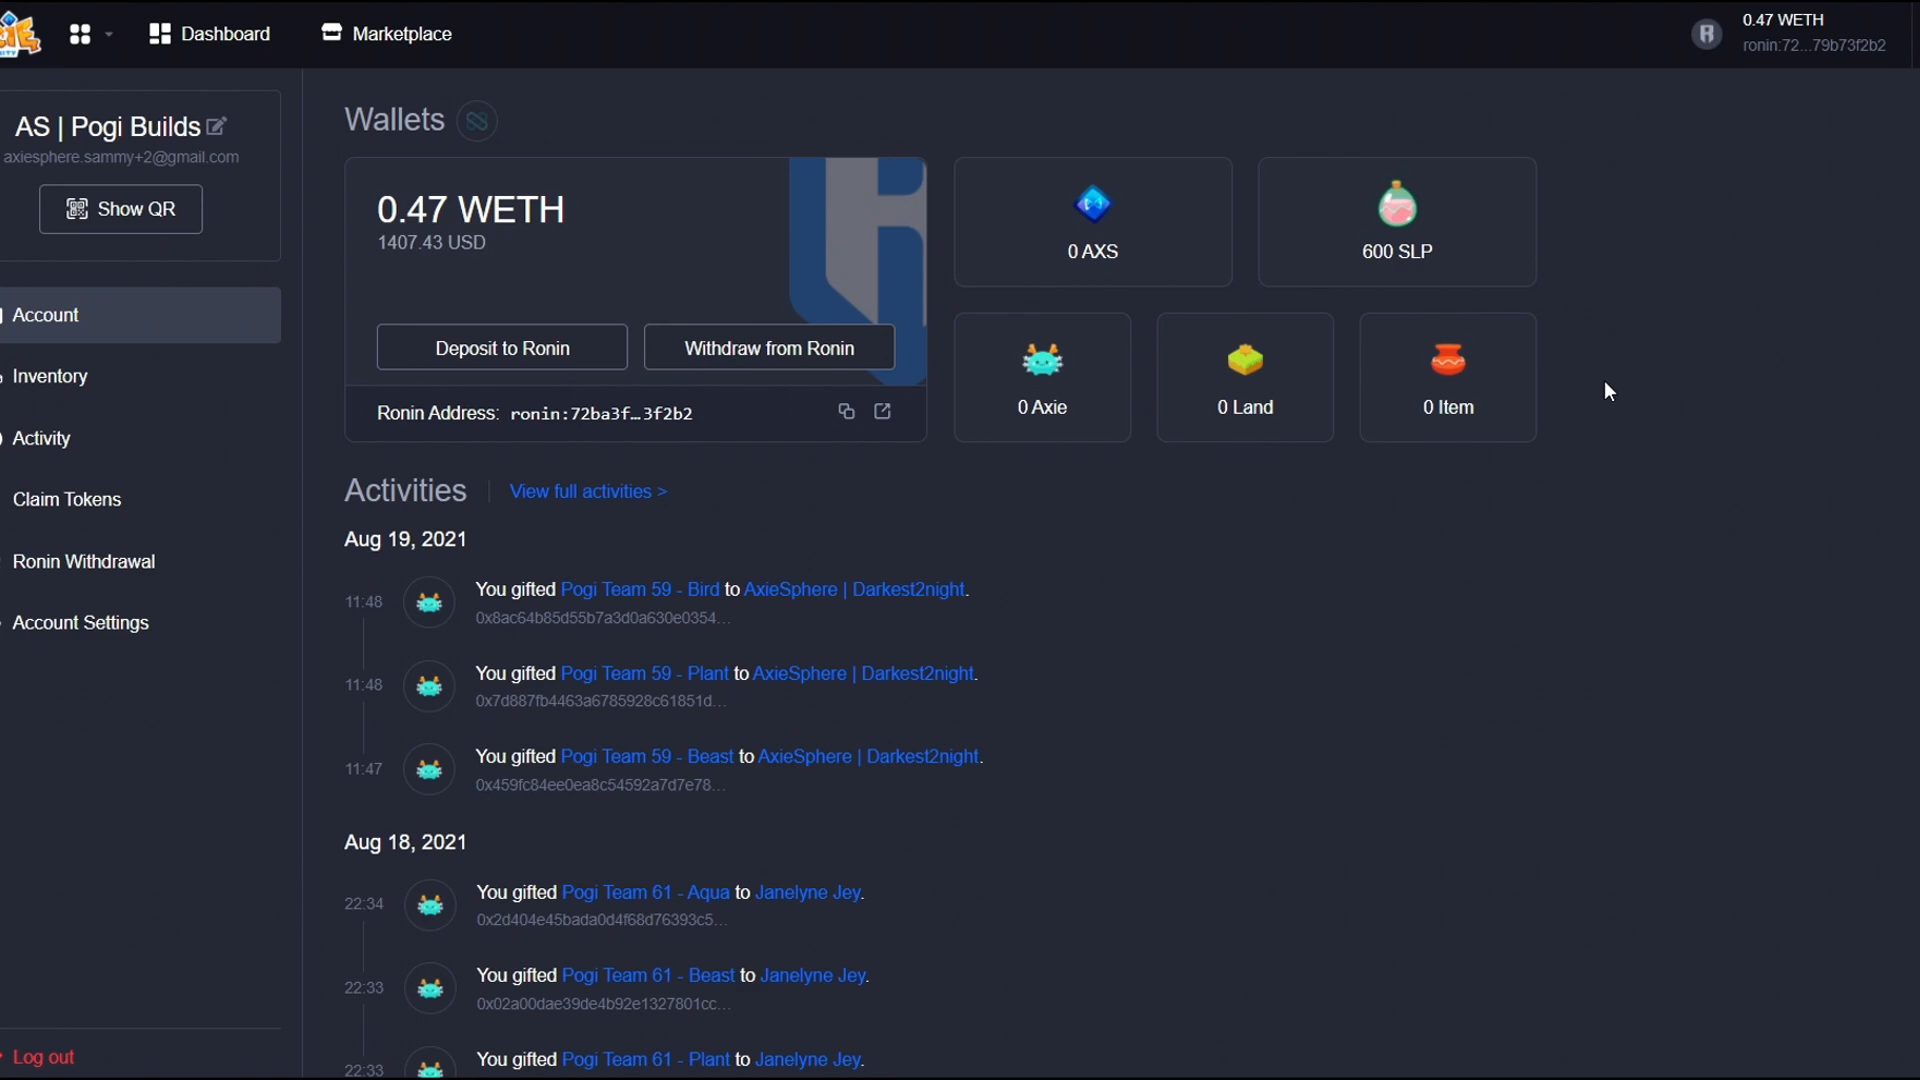 Dashboard
Marketplace
0.47 WETH
ronin:72...79b73f2b2
AS | Pogi Builds
axiesphere.sammy+2@gmail.com
Show QR
Account
Inventory
Activity
Claim Tokens
Ronin Withdrawal
Account Settings
Log out
Wallets
0.47 WETH
1407.43 USD
Deposit to Ronin
Withdraw from Ronin
Ronin Address: ronin:72ba3f…3f2b2
0 AXS
600 SLP
0 Axie
0 Land
0 Item
Activities
View full activities >
Aug 19, 2021
11:48
You gifted Pogi Team 59 - Bird to AxieSphere | Darkest2night.
0x8ac64b85d55b7a3d0a630e0354...
11:48
You gifted Pogi Team 59 - Plant to AxieSphere | Darkest2night.
0x7d887fb4463a6785928c61851d...
11:47
You gifted Pogi Team 59 - Beast to AxieSphere | Darkest2night.
0x459fc84ee0ea8c54592a7d7e78...
Aug 18, 2021
22:34
You gifted Pogi Team 61 - Aqua to Janelyne Jey.
0x2d404e45bada0d4f68d76393c5...
22:33
You gifted Pogi Team 61 - Beast to Janelyne Jey.
0x02a00dae39de4b92e1327801cc...
22:33
You gifted Pogi Team 61 - Plant to Janelyne Jey.